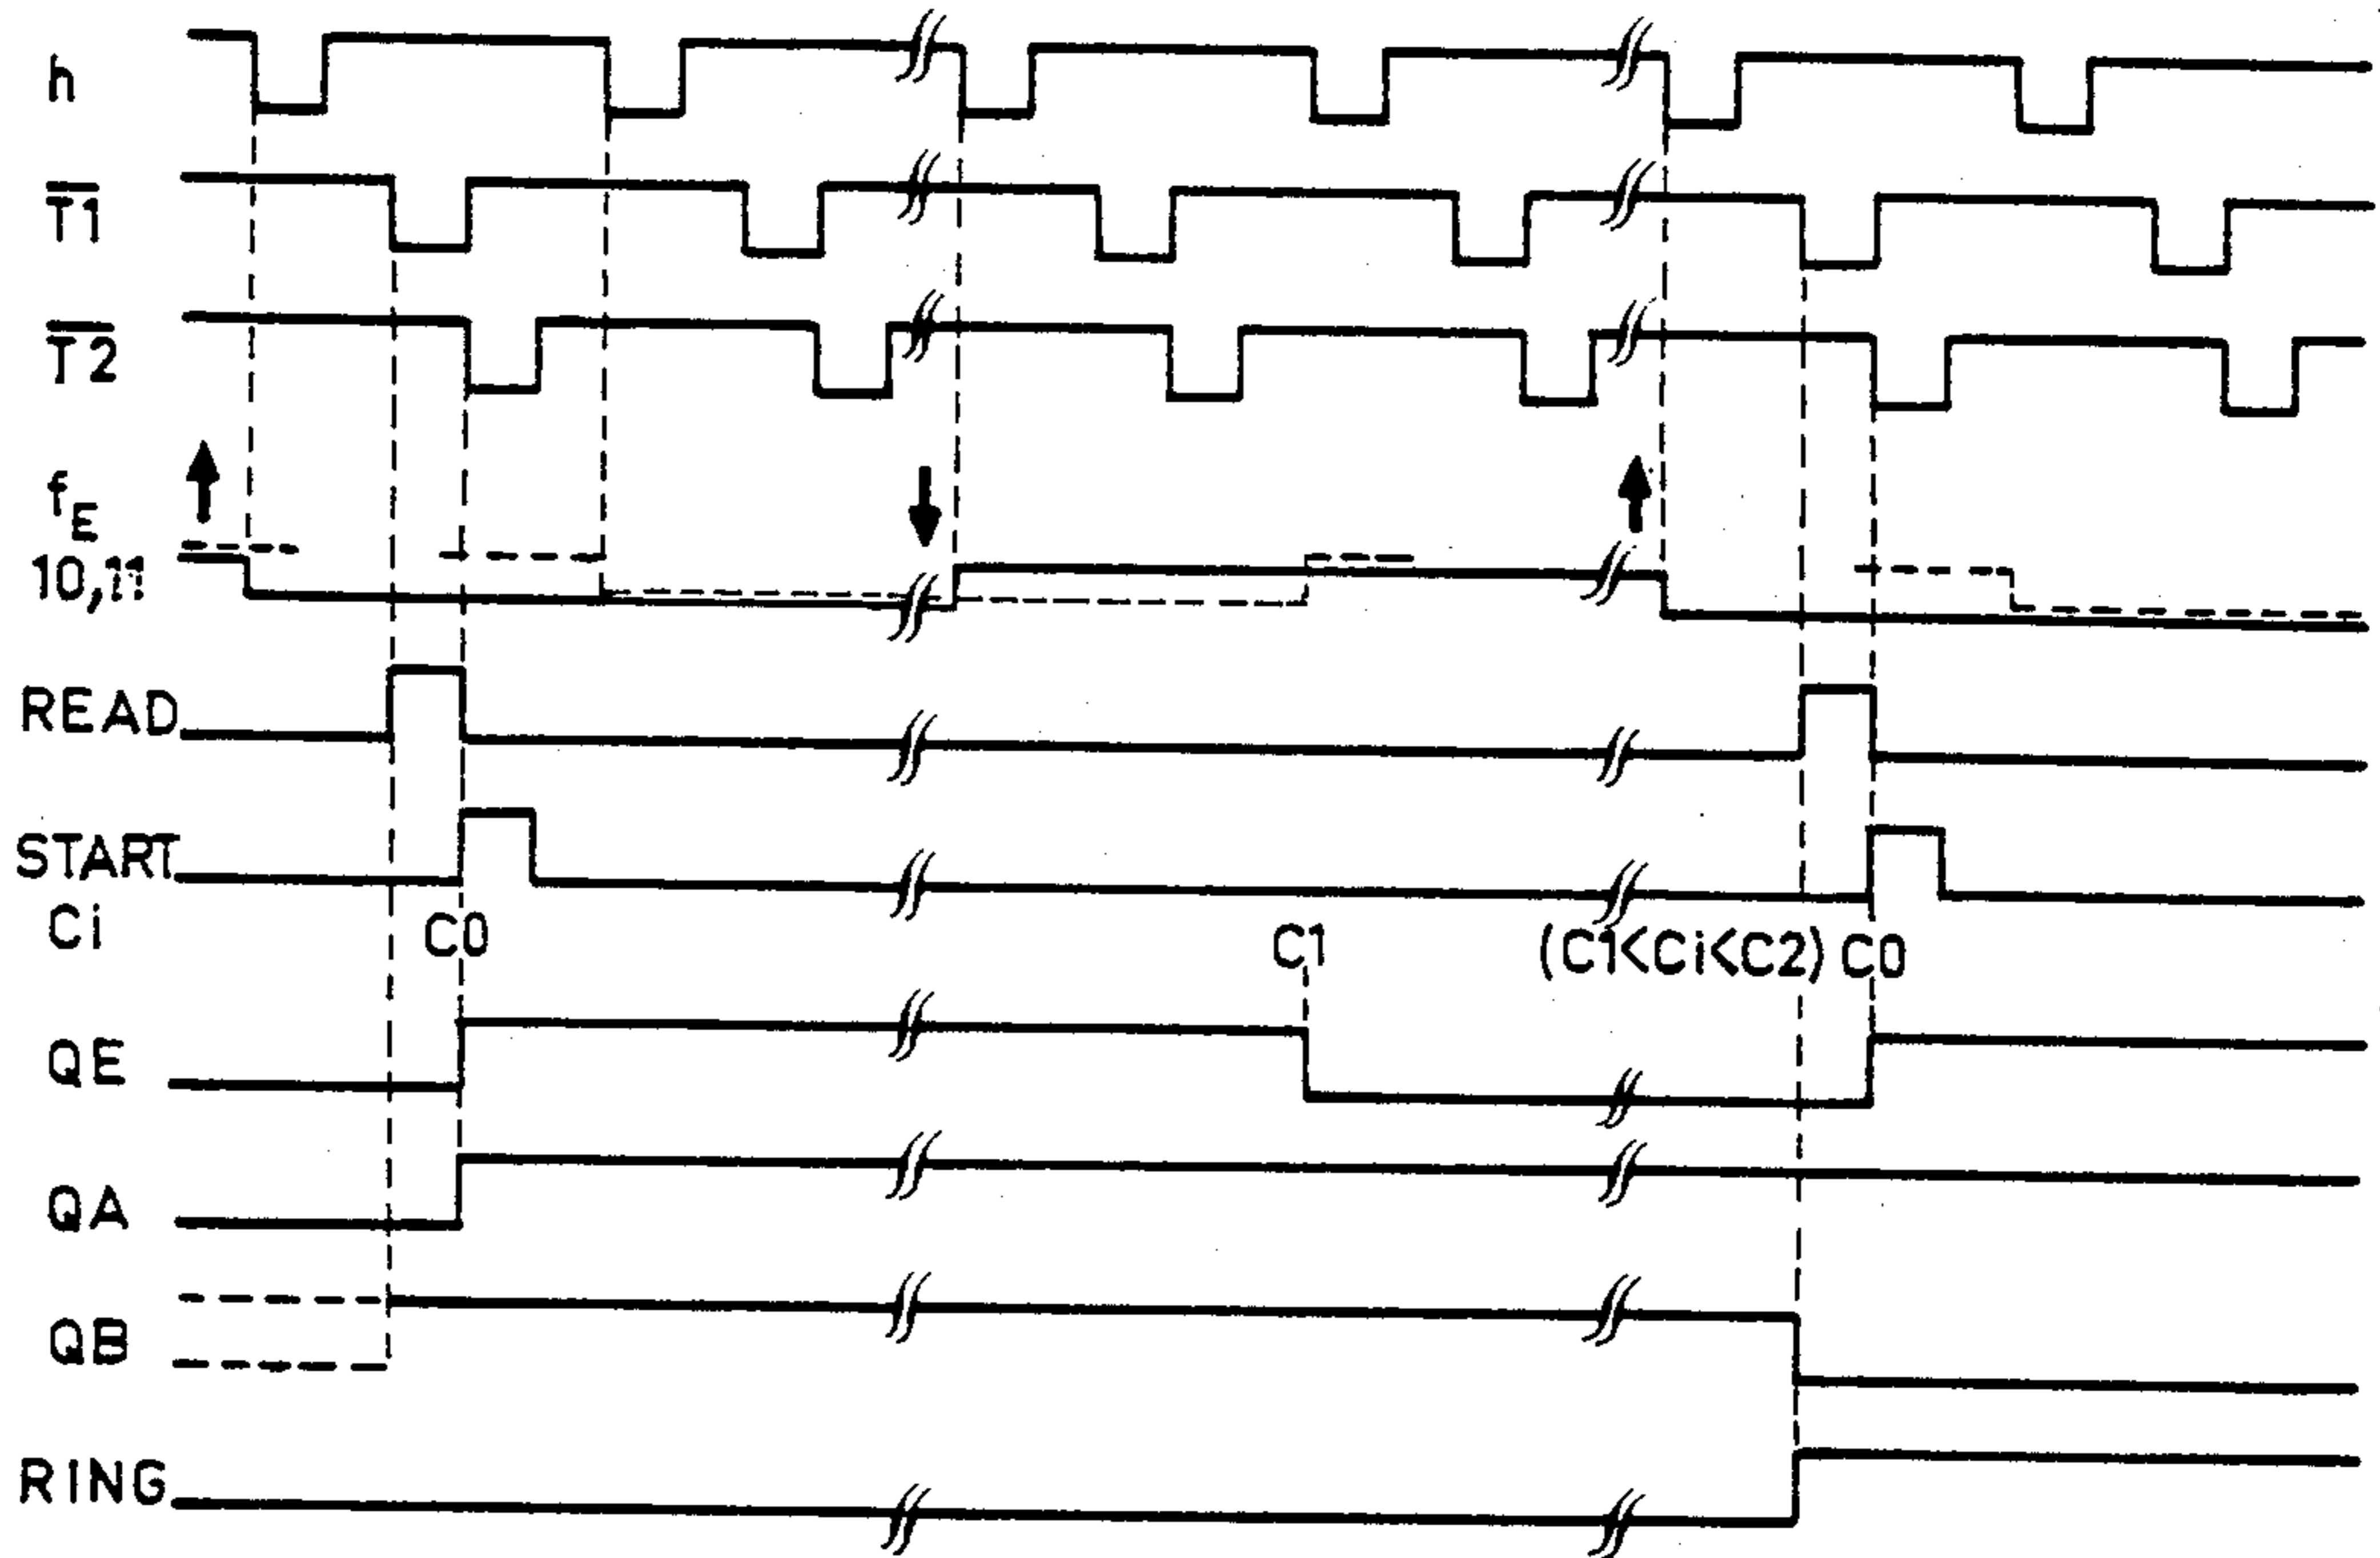 h
T1
T2
fE
10,11
READ
START
Ci C0 C1 (C1<Ci<C2) C0
QE
QA
QB
RING